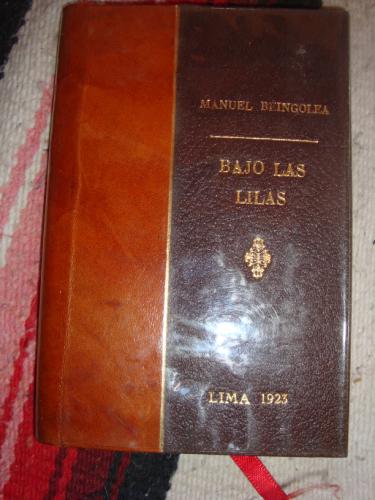 MANUEL BEINGOLEA
BAJO LAS
LILAS
LIMA 1923